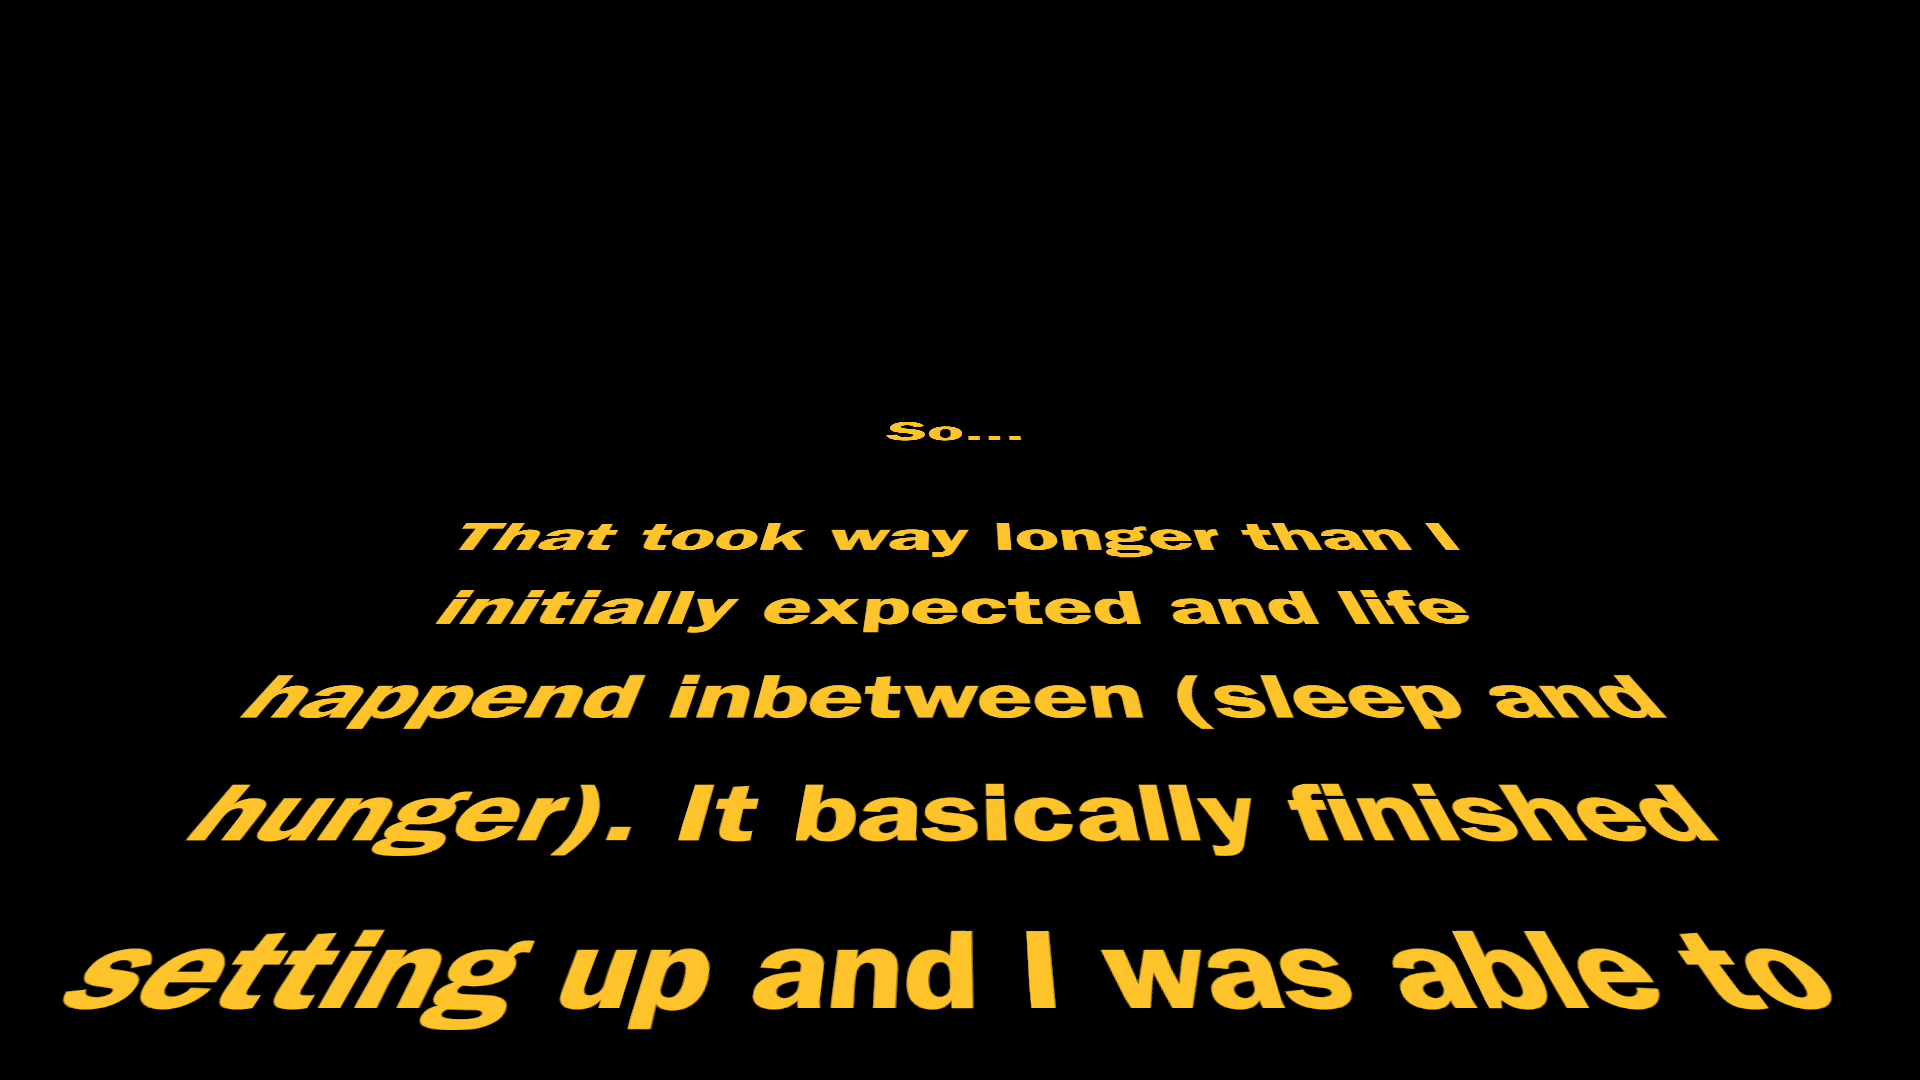 So...
That took way longer than I
initially expected and life
happend inbetween (sleep and
hunger). It basically finished
setting up and I was able to